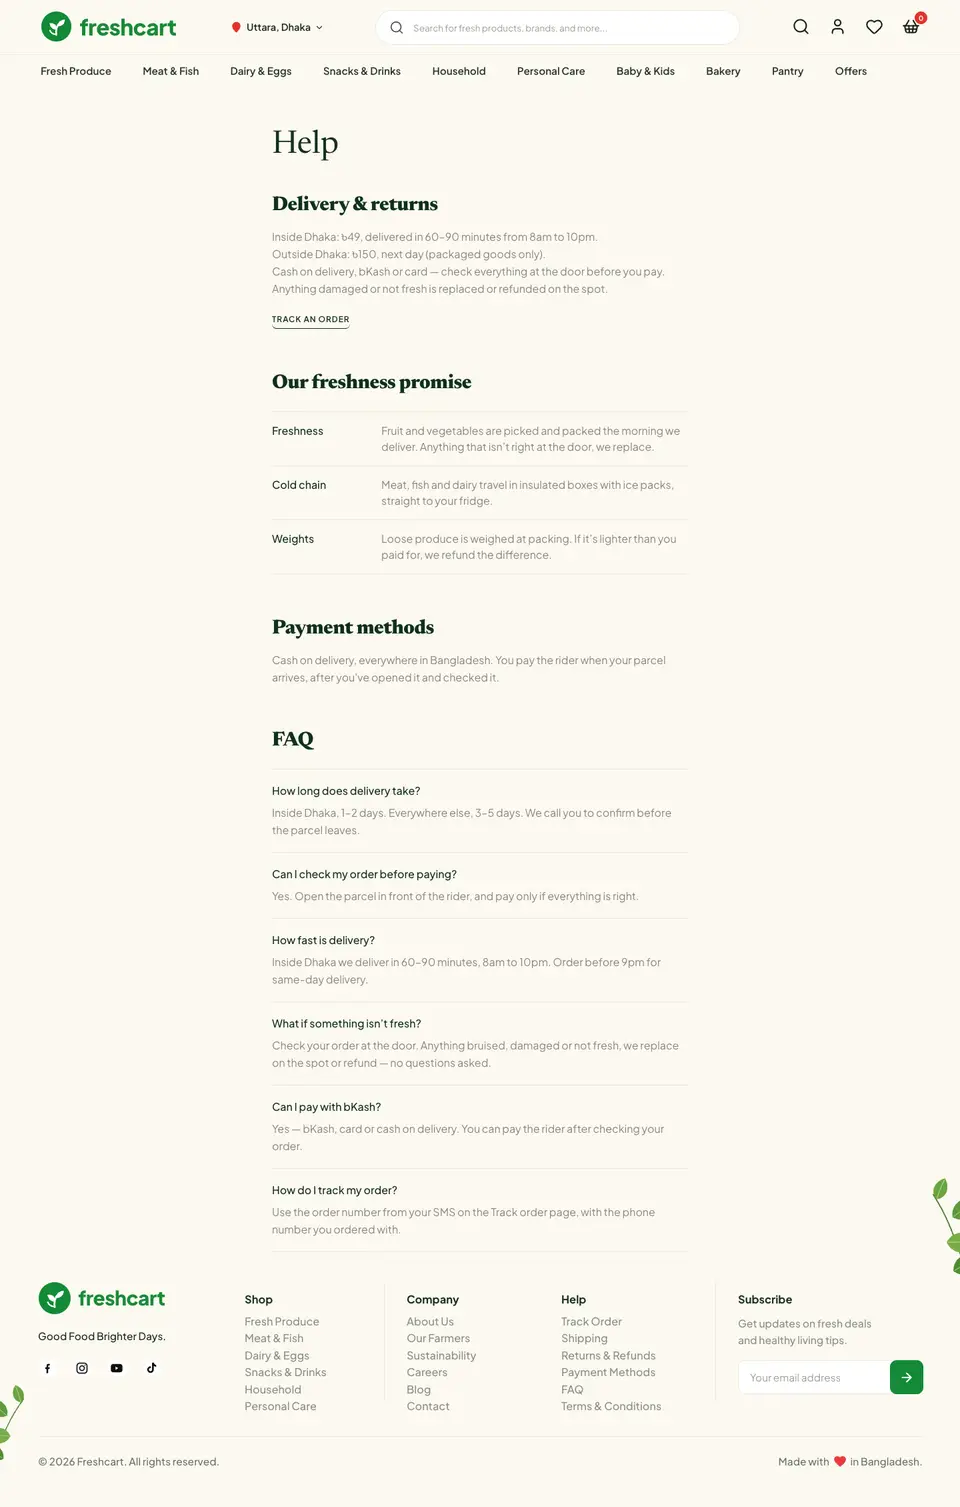 freshcart
Uttara, Dhaka
Search for fresh products, brands, and more...
0
Fresh Produce
Meat & Fish
Dairy & Eggs
Snacks & Drinks
Household
Personal Care
Baby & Kids
Bakery
Pantry
Offers
Help
Delivery & returns
Inside Dhaka: ৳49, delivered in 60–90 minutes from 8am to 10pm.
Outside Dhaka: ৳150, next day (packaged goods only).
Cash on delivery, bKash or card — check everything at the door before you pay.
Anything damaged or not fresh is replaced or refunded on the spot.
TRACK AN ORDER
Our freshness promise
Freshness
Fruit and vegetables are picked and packed the morning we
deliver. Anything that isn't right at the door, we replace.
Cold chain
Meat, fish and dairy travel in insulated boxes with ice packs,
straight to your fridge.
Weights
Loose produce is weighed at packing. If it's lighter than you
paid for, we refund the difference.
Payment methods
Cash on delivery, everywhere in Bangladesh. You pay the rider when your parcel
arrives, after you've opened it and checked it.
FAQ
How long does delivery take?
Inside Dhaka, 1–2 days. Everywhere else, 3–5 days. We call you to confirm before
the parcel leaves.
Can I check my order before paying?
Yes. Open the parcel in front of the rider, and pay only if everything is right.
How fast is delivery?
Inside Dhaka we deliver in 60–90 minutes, 8am to 10pm. Order before 9pm for
same-day delivery.
What if something isn't fresh?
Check your order at the door. Anything bruised, damaged or not fresh, we replace
on the spot or refund — no questions asked.
Can I pay with bKash?
Yes — bKash, card or cash on delivery. You can pay the rider after checking your
order.
How do I track my order?
Use the order number from your SMS on the Track order page, with the phone
number you ordered with.
freshcart
Good Food Brighter Days.
Shop
Fresh Produce
Meat & Fish
Dairy & Eggs
Snacks & Drinks
Household
Personal Care
Company
About Us
Our Farmers
Sustainability
Careers
Blog
Contact
Help
Track Order
Shipping
Returns & Refunds
Payment Methods
FAQ
Terms & Conditions
Subscribe
Get updates on fresh deals
and healthy living tips.
Your email address
© 2026 Freshcart. All rights reserved.
Made with ❤️ in Bangladesh.